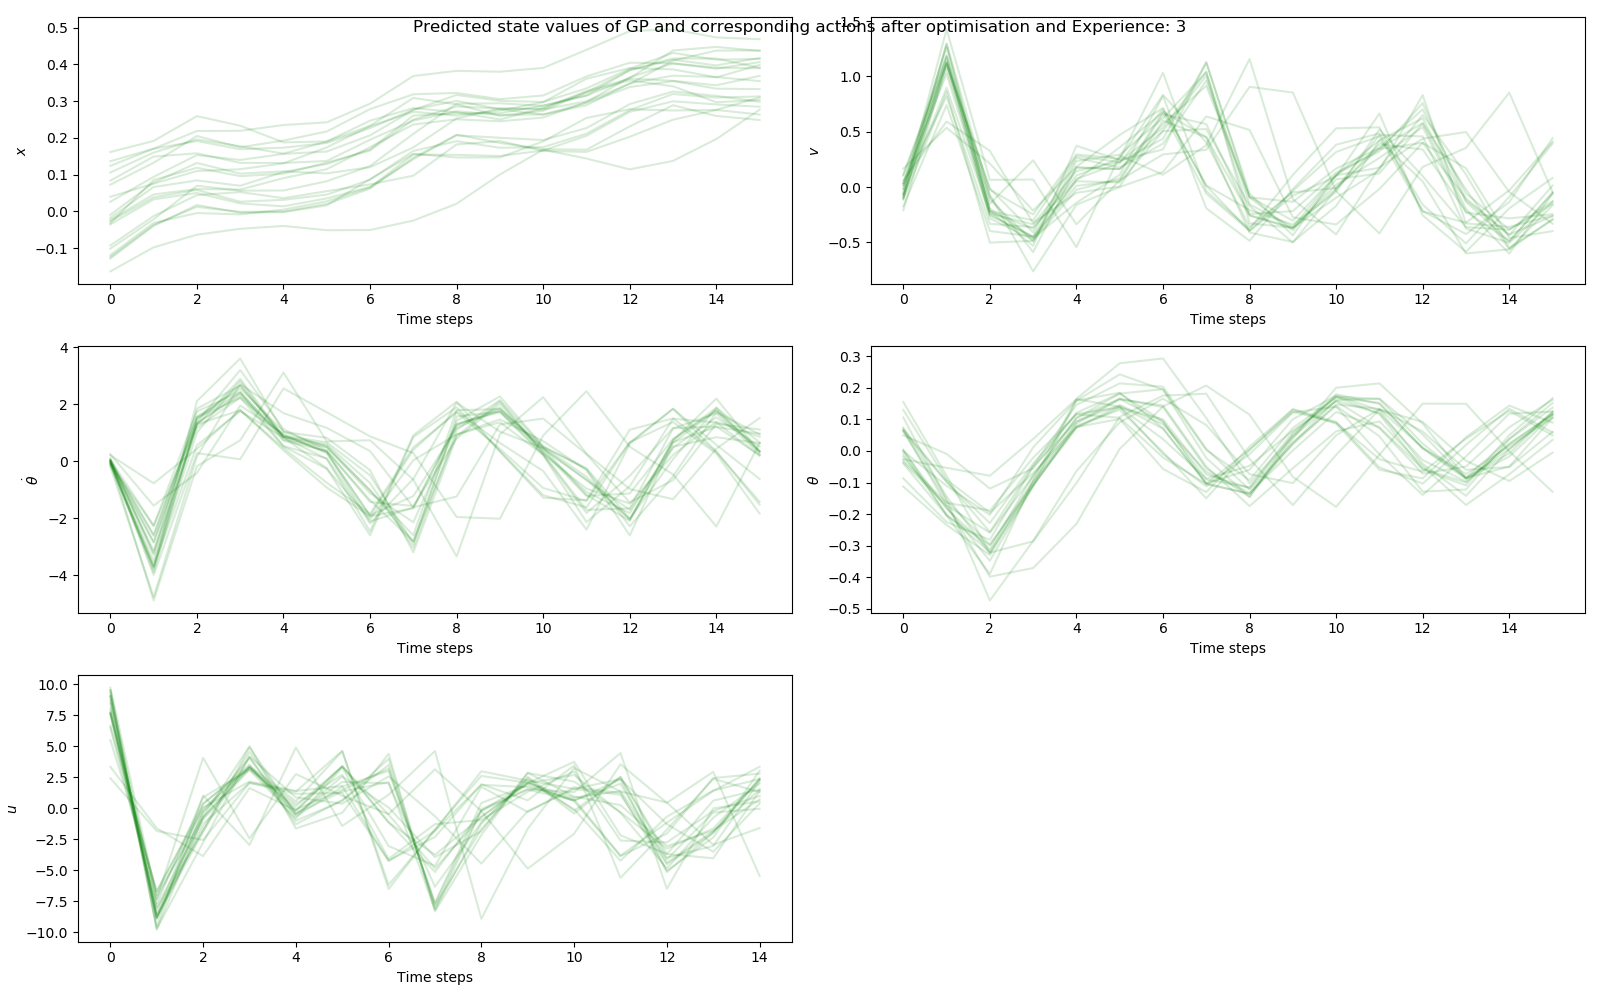 Predicted state values of GP and corresponding actions after optimisation and Experience: 3
0.5
0.4
0.3
0.2
0.1
0.0
−0.1
x
0 2 4 6 8 10 12 14
Time steps
1.5
1.0
0.5
0.0
−0.5
v
0 2 4 6 8 10 12 14
Time steps
4
2
0
−2
−4
θ̇
0 2 4 6 8 10 12 14
Time steps
0.3
0.2
0.1
0.0
−0.1
−0.2
−0.3
−0.4
−0.5
θ
0 2 4 6 8 10 12 14
Time steps
10.0
7.5
5.0
2.5
0.0
−2.5
−5.0
−7.5
−10.0
u
0 2 4 6 8 10 12 14
Time steps